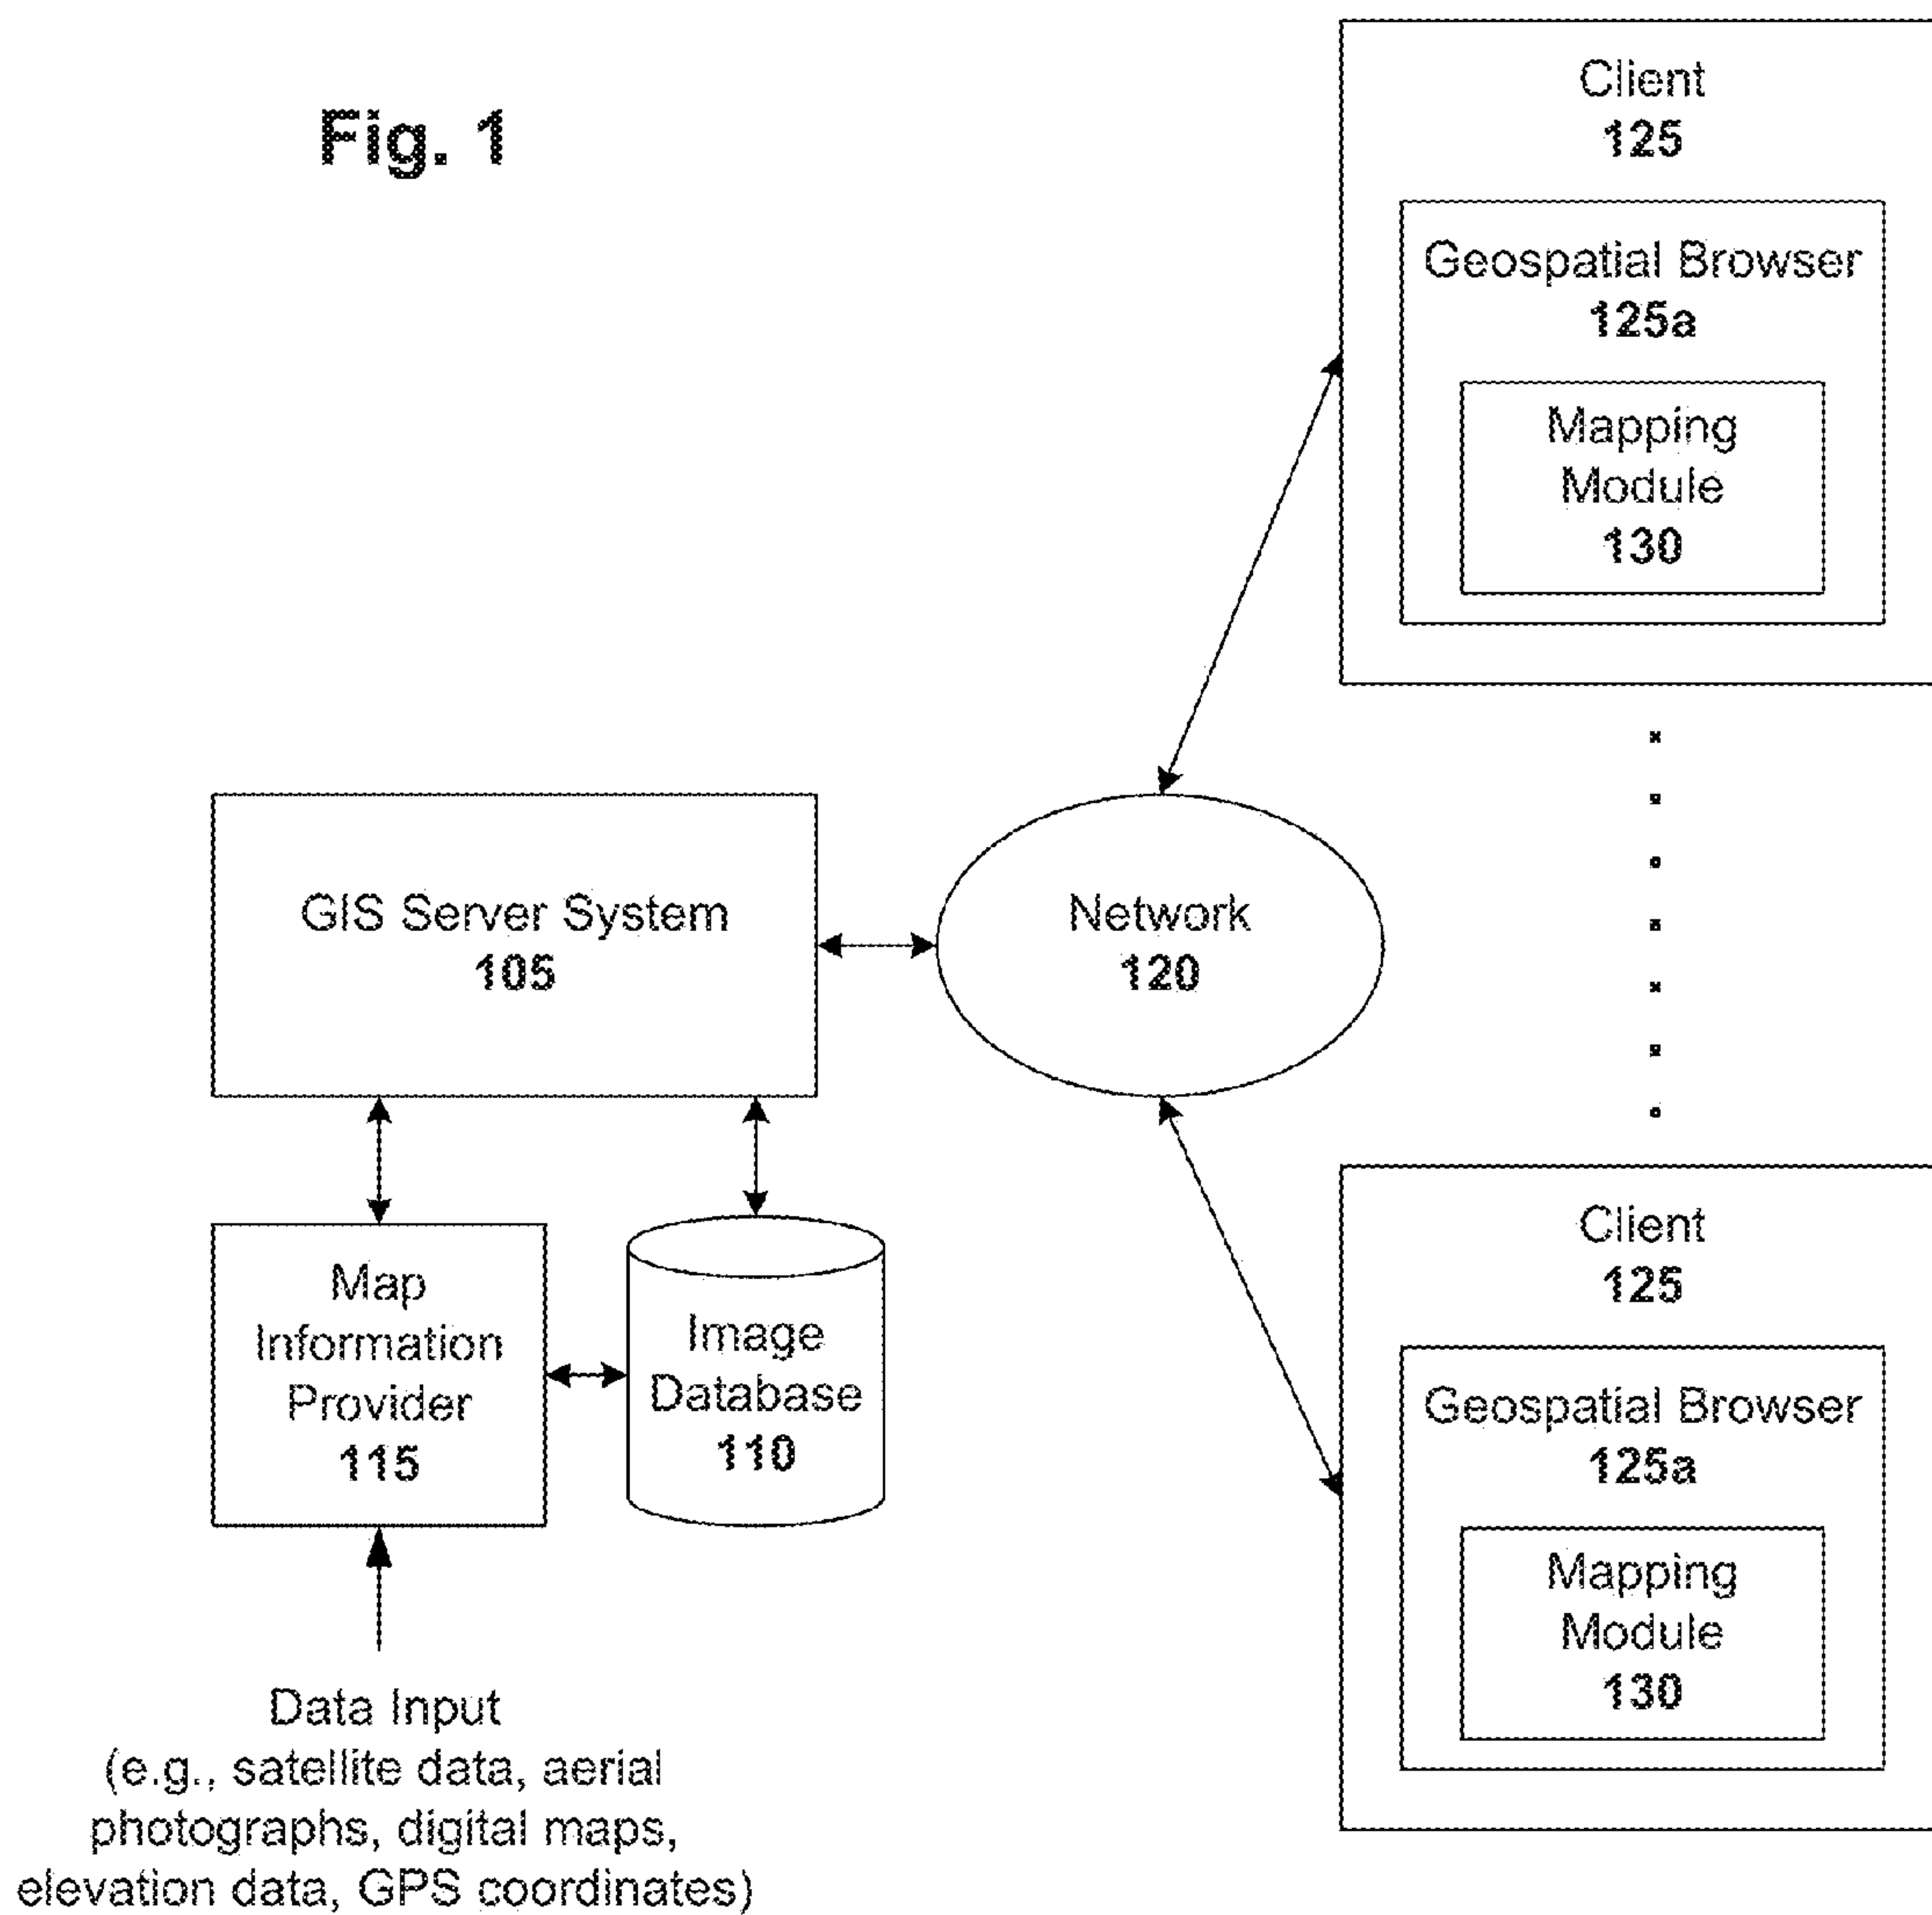 Fig. 1
Client
125
Geospatial Browser
125a
Mapping
Module
130
GIS Server System
105
Network
120
Map
Information
Provider
115
Image
Database
110
Client
125
Geospatial Browser
125a
Mapping
Module
130
Data Input
(e.g., satellite data, aerial
photographs, digital maps,
elevation data, GPS coordinates)